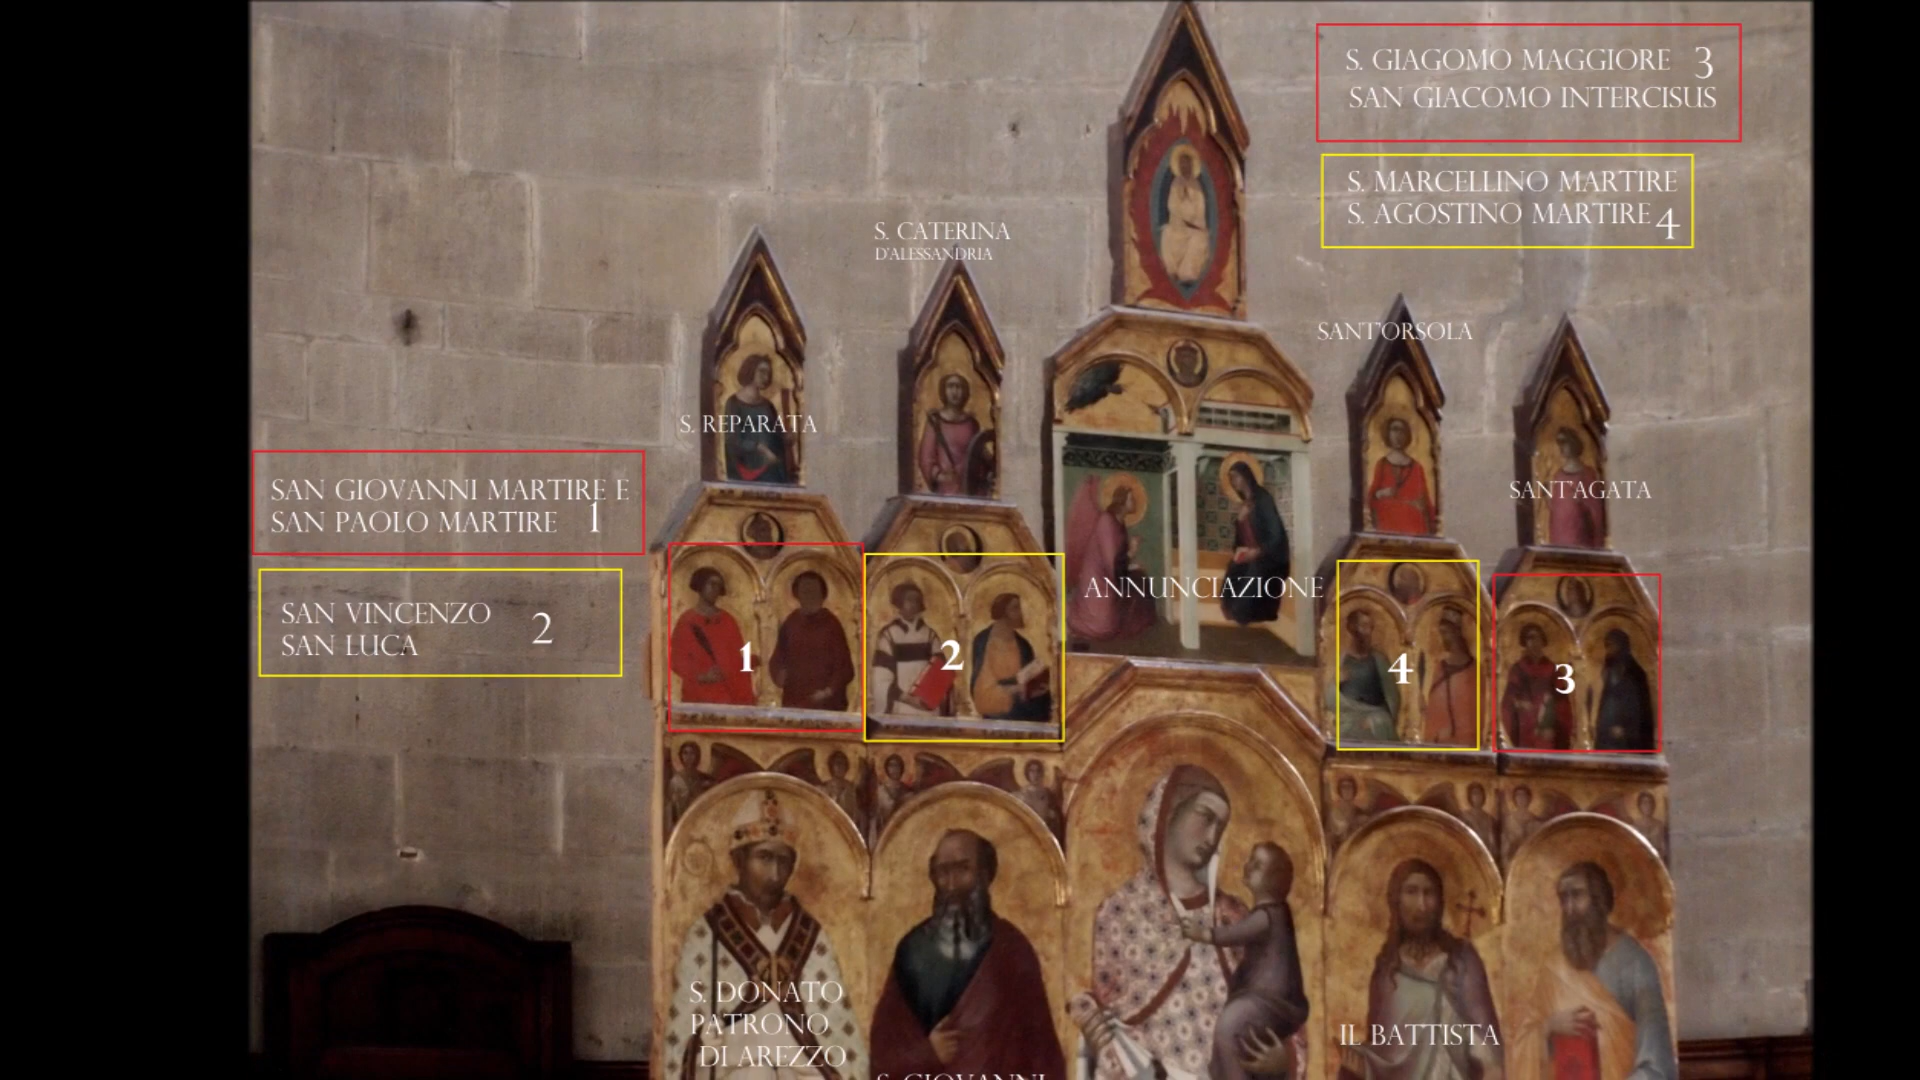 S. GIAGOMO MAGGIORE 3
SAN GIACOMO INTERCISUS
S. MARCELLINO MARTIRE
S. AGOSTINO MARTIRE 4
S. CATERINA
D'ALESSANDRIA
SANT'ORSOLA
S. REPARATA
SANT'AGATA
SAN GIOVANNI MARTIRE E
SAN PAOLO MARTIRE 1
SAN VINCENZO
SAN LUCA 2
ANNUNCIAZIONE
1
2
4
3
S. DONATO
PATRONO
DI AREZZO
IL BATTISTA
S. GIOVANNI